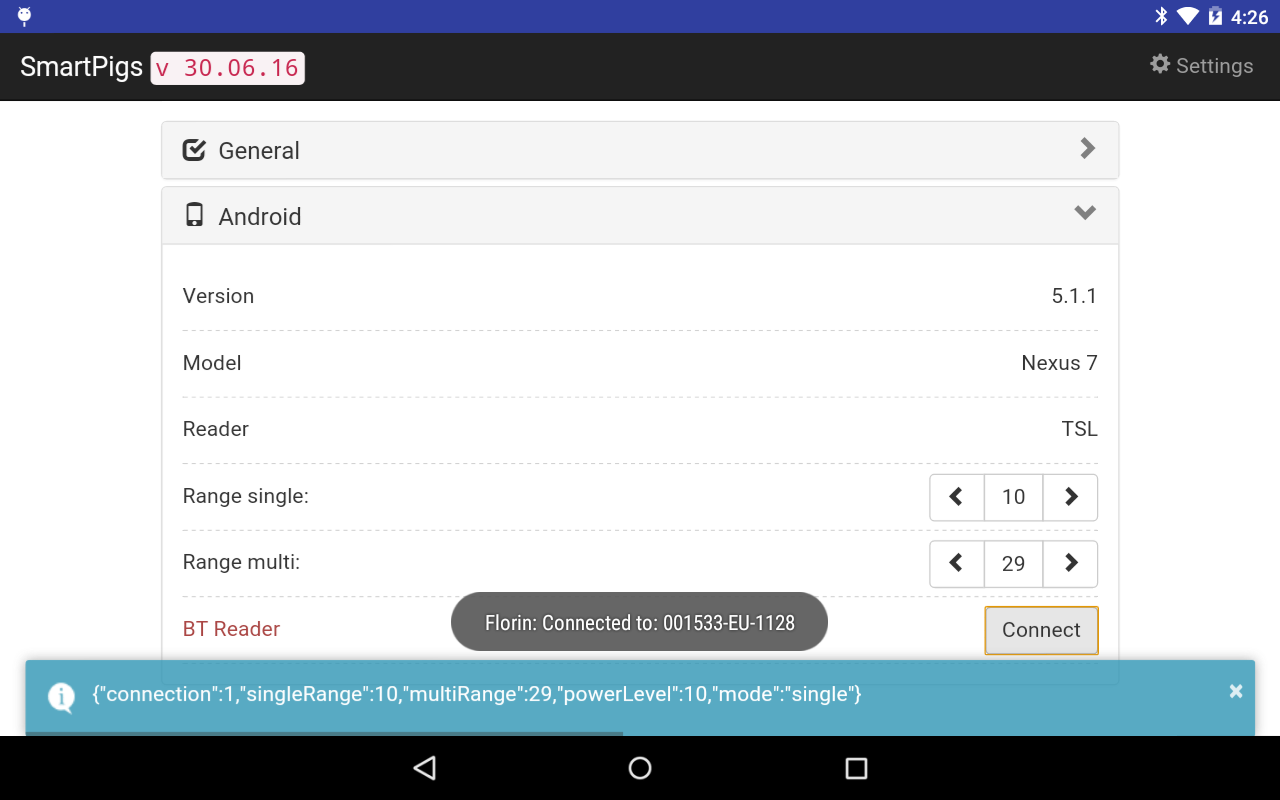 4:26
SmartPigs v 30.06.16 Settings
General
Android
Version 5.1.1
Model Nexus 7
Reader TSL
Range single: 10
Range multi: 29
BT Reader Connect
Florin: Connected to: 001533-EU-1128
{"connection":1,"singleRange":10,"multiRange":29,"powerLevel":10,"mode":"single"}